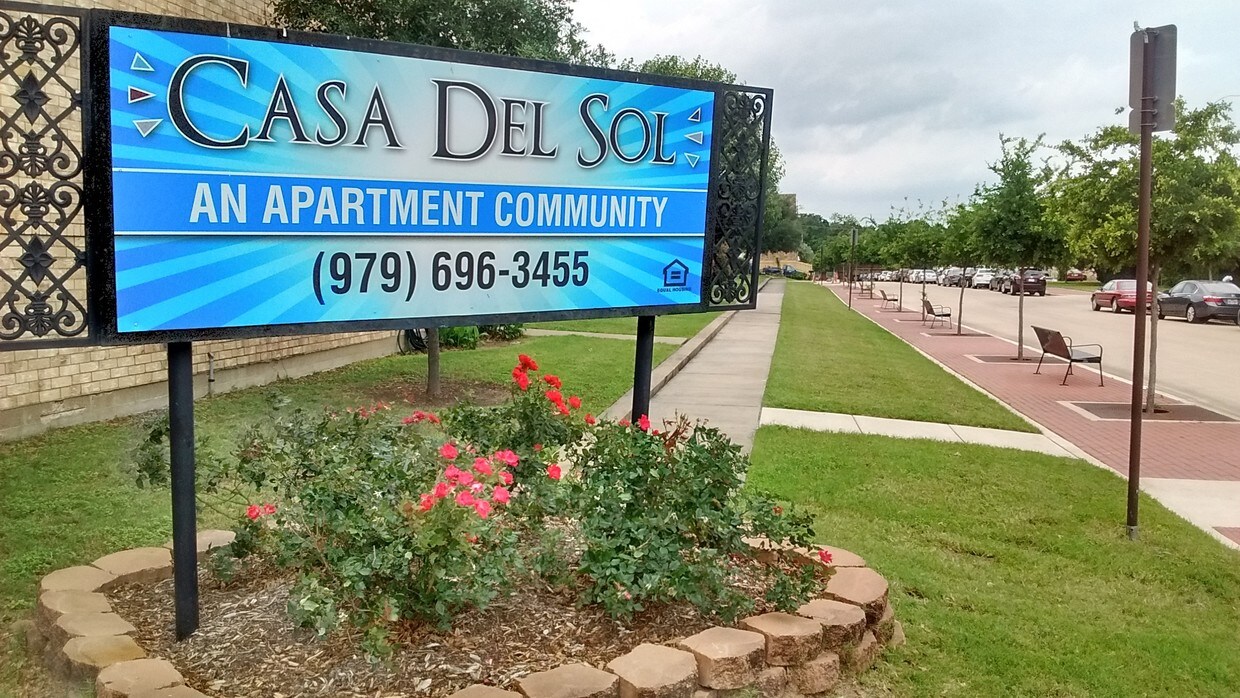 CASA DEL SOL
AN APARTMENT COMMUNITY
(979) 696-3455
EQUAL HOUSING